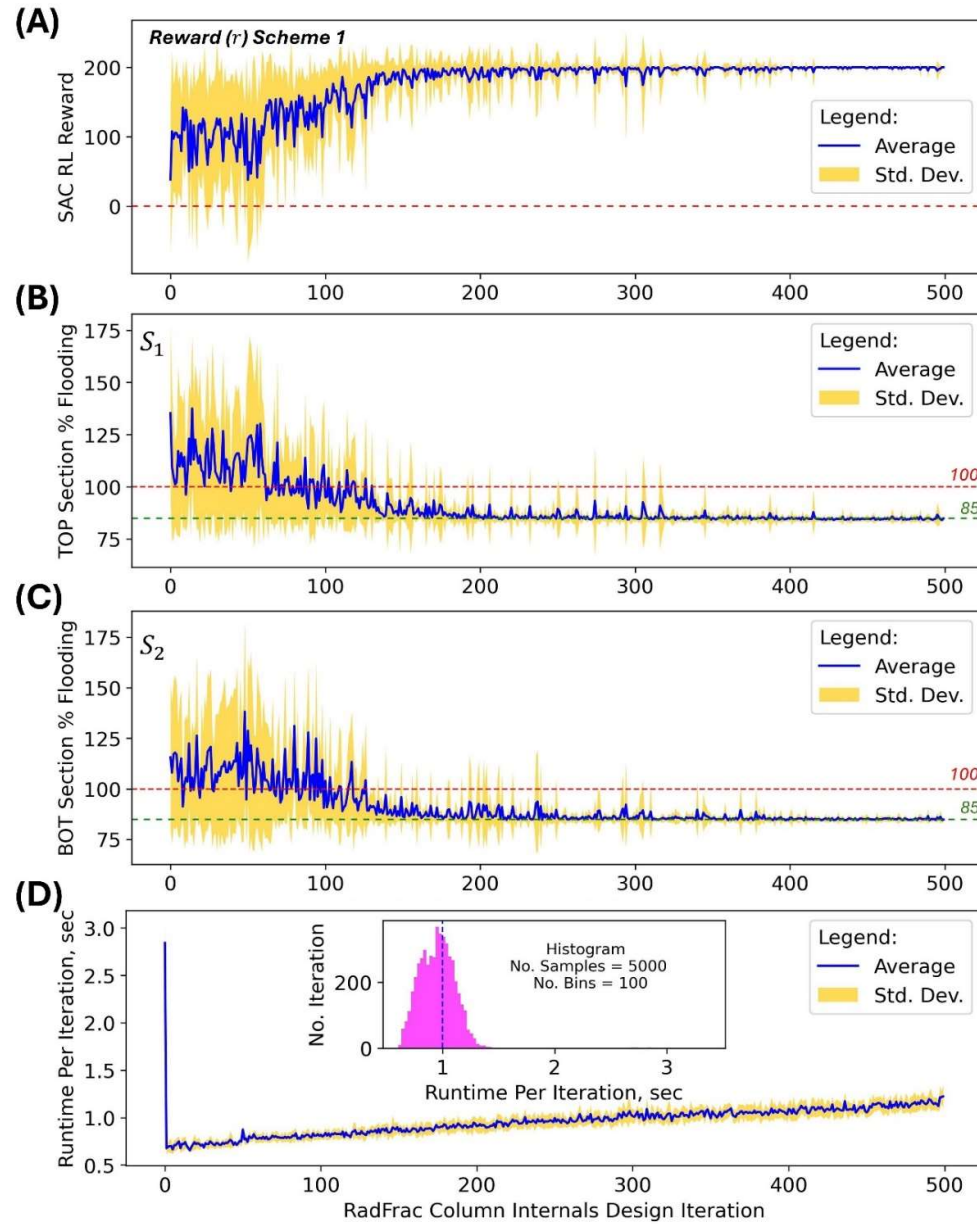 (A)
Reward (r) Scheme 1
SAC RL Reward
200
100
0
Legend:
Average
Std. Dev.
0 100 200 300 400 500
(B)
S1
TOP Section % Flooding
175
150
125
100
75
Legend:
Average
Std. Dev.
100
85
0 100 200 300 400 500
(C)
S2
BOT Section % Flooding
175
150
125
100
75
Legend:
Average
Std. Dev.
100
85
0 100 200 300 400 500
(D)
Runtime Per Iteration, sec
3.0
2.5
2.0
1.5
1.0
0.5
No. Iteration
200
0
Histogram
No. Samples = 5000
No. Bins = 100
1 2 3
Runtime Per Iteration, sec
Legend:
Average
Std. Dev.
0 100 200 300 400 500
RadFrac Column Internals Design Iteration